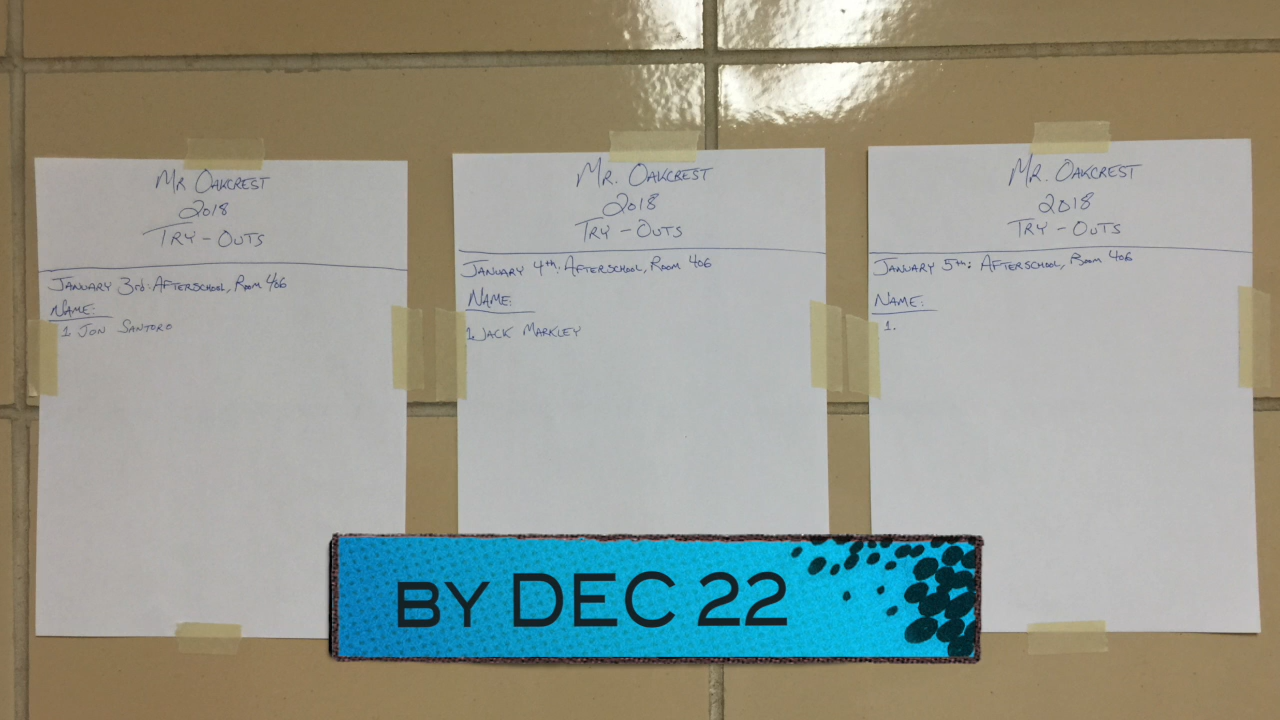 Mr Oakcrest
2018
Try-Outs
January 3rd: Afterschool, Room 406
Name:
1 Jon Santoro
Mr. Oakcrest
2018
Try-Outs
January 4th: Afterschool, Room 406
Name:
1. Jack Markley
Mr. Oakcrest
2018
Try-Outs
January 5th: Afterschool, Room 406
Name:
1.
BY DEC 22